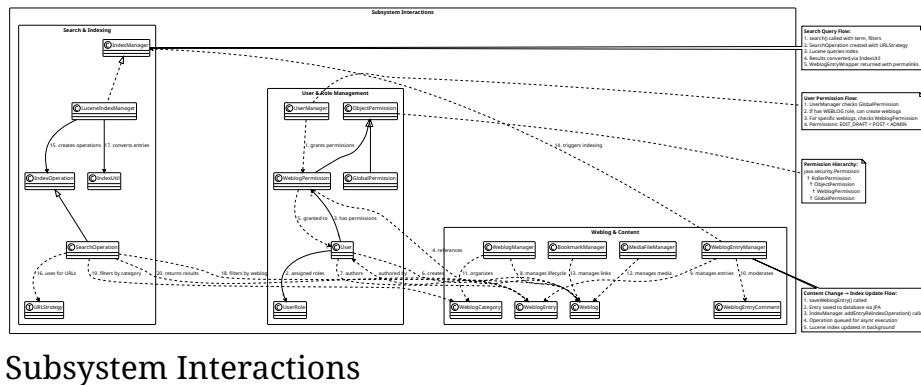 Subsystem Interactions
Search & Indexing
IndexManager
LuceneIndexManager
15. creates operations
17. converts entries
IndexOperation
IndexUtil
SearchOperation
16. uses for URLs
19. filters by category
20. returns results
18. filters by weblog
URLStrategy
User & Role Management
UserManager
ObjectPermission
1. grants permissions
WeblogPermission
GlobalPermission
5. granted to
3. has permissions
4. references
User
2. assigned roles
7. authors
authored by
6. creates
UserRole
14. triggers indexing
Weblog & Content
WeblogManager
BookmarkManager
MediaFileManager
WeblogEntryManager
11. organizes
8. manages lifecycle
13. manages links
12. manages media
9. manages entries
10. moderates
WeblogCategory
WeblogEntry
Weblog
WeblogEntryComment
Search Query Flow:
1. search() called with term, filters
2. SearchOperation created with URLStrategy
3. Lucene queries index
4. Results converted via IndexUtil
5. WeblogEntryWrapper returned with permalinks
User Permission Flow:
1. UserManager checks GlobalPermission
2. If has WEBLOG role, can create weblogs
3. For specific weblogs, checks WeblogPermission
4. Permissions: EDIT_DRAFT < POST < ADMIN
Permission Hierarchy:
java.security.Permission
↑ RollerPermission
↑ ObjectPermission
↑ WeblogPermission
↑ GlobalPermission
Content Change → Index Update Flow:
1. saveWeblogEntry() called
2. Entry saved to database via JPA
3. IndexManager.addEntryReIndexOperation() calle
4. Operation queued for async execution
5. Lucene index updated in background
Subsystem Interactions